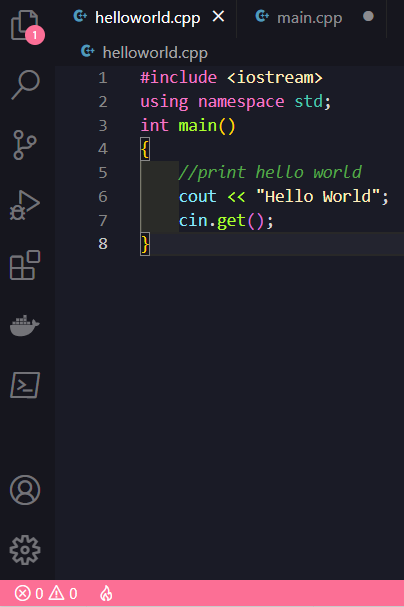 helloworld.cpp
main.cpp
1
helloworld.cpp
1 #include <iostream>
2 using namespace std;
3 int main()
4 {
5 //print hello world
6 cout << "Hello World";
7 cin.get();
8 }
0 0